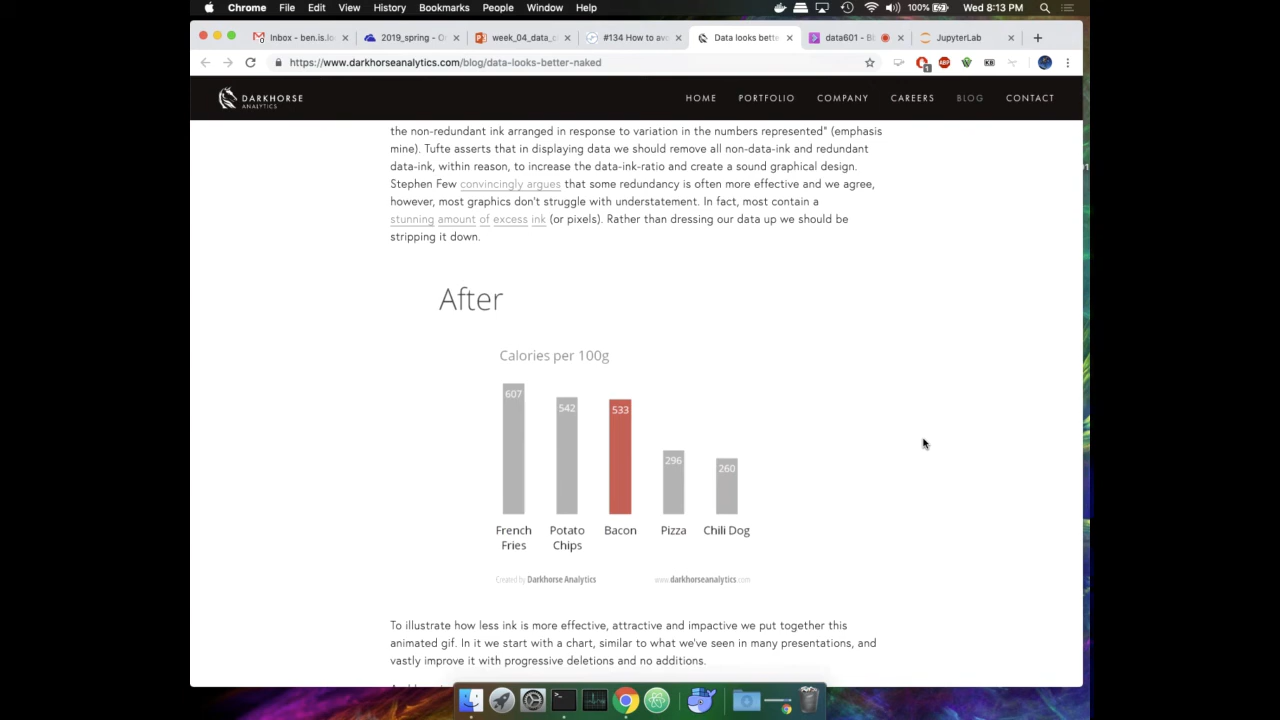 Chrome File Edit View History Bookmarks People Window Help 100% Wed 8:13 PM
Inbox - ben.is.lo 2019_spring - O week_04_data_c #134 How to avo Data looks bette data601 - Bl JupyterLab
https://www.darkhorseanalytics.com/blog/data-looks-better-naked
DARKHORSE
ANALYTICS
HOME PORTFOLIO COMPANY CAREERS BLOG CONTACT
the non-redundant ink arranged in response to variation in the numbers represented" (emphasis
mine). Tufte asserts that in displaying data we should remove all non-data-ink and redundant
data-ink, within reason, to increase the data-ink-ratio and create a sound graphical design.
Stephen Few convincingly argues that some redundancy is often more effective and we agree,
however, most graphics don't struggle with understatement. In fact, most contain a
stunning amount of excess ink (or pixels). Rather than dressing our data up we should be
stripping it down.
After
Calories per 100g
607 542 533 296 260
French Fries Potato Chips Bacon Pizza Chili Dog
Created by Darkhorse Analytics www.darkhorseanalytics.com
To illustrate how less ink is more effective, attractive and impactive we put together this
animated gif. In it we start with a chart, similar to what we've seen in many presentations, and
vastly improve it with progressive deletions and no additions.